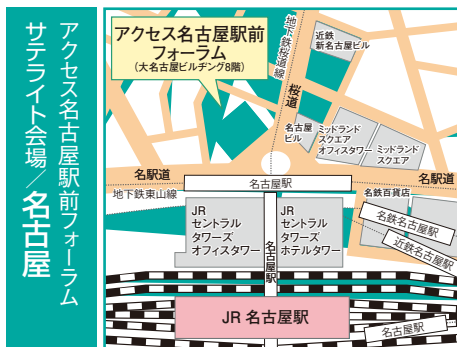 アクセス名古屋駅前フォーラム
サテライト会場／名古屋
アクセス名古屋駅前
フォーラム
（大名古屋ビルヂング8階）
地下鉄桜通線
桜道
近鉄
新名古屋ビル
名古屋
ビル
ミッドランド
スクエア
オフィスタワー
ミッドランド
スクエア
名駅道
名駅道
地下鉄東山線
名古屋駅
名鉄百貨店
JR
セントラル
タワーズ
オフィスタワー
JR
セントラル
タワーズ
ホテルタワー
名古屋駅
名鉄名古屋駅
近鉄名古屋駅
JR 名古屋駅
名古屋駅